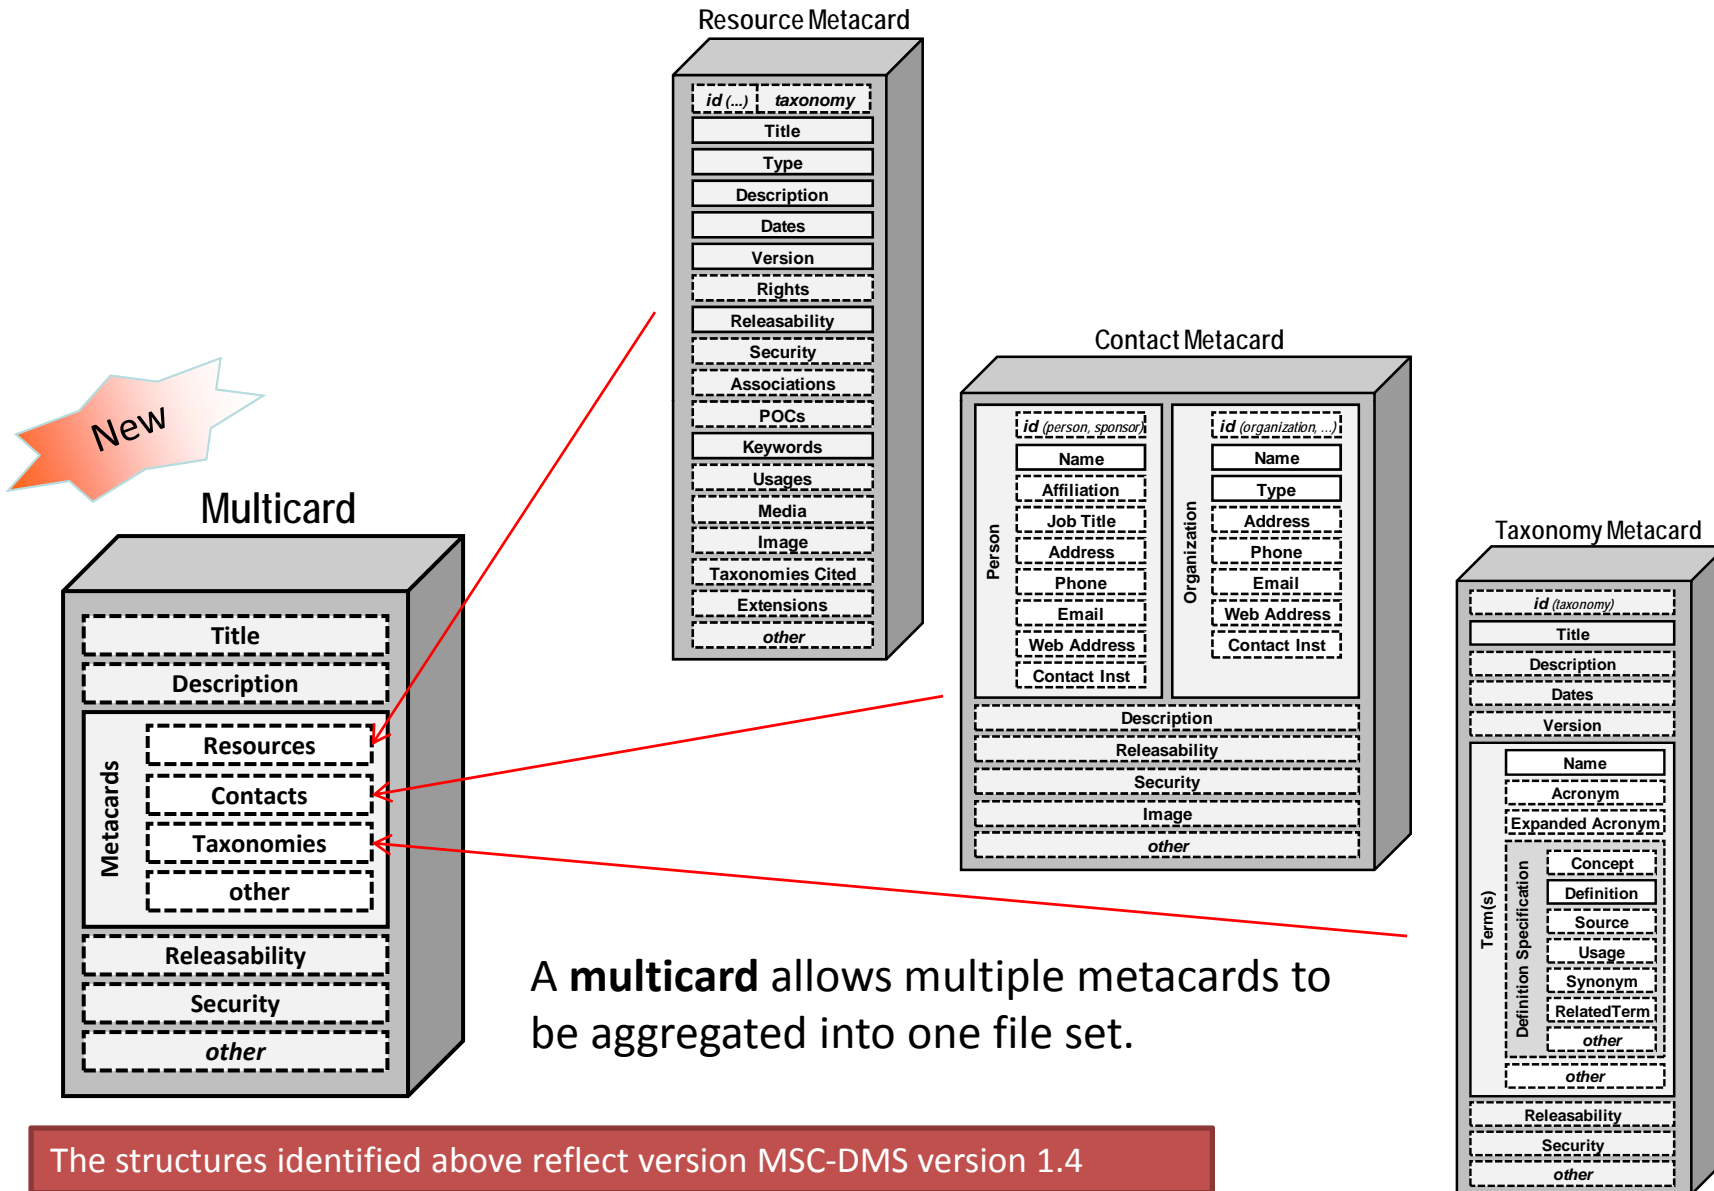 Resource Metacard
id (...) taxonomy
Title
Type
Description
Dates
Version
Rights
Releasability
Security
Associations
POCs
Keywords
Usages
Media
Image
Taxonomies Cited
Extensions
other
Contact Metacard
Person
id (person, sponsor)
Name
Affiliation
Job Title
Address
Phone
Email
Web Address
Contact Inst
Organization
id (organization, ...)
Name
Type
Address
Phone
Email
Web Address
Contact Inst
Description
Releasability
Security
Image
other
Taxonomy Metacard
id (taxonomy)
Title
Description
Dates
Version
Term(s)
Name
Acronym
Expanded Acronym
Definition Specification
Concept
Definition
Source
Usage
Synonym
RelatedTerm
other
other
Releasability
Security
other
New
Multicard
Title
Description
Metacards
Resources
Contacts
Taxonomies
other
Releasability
Security
other
A multicard allows multiple metacards to
be aggregated into one file set.
The structures identified above reflect version MSC-DMS version 1.4